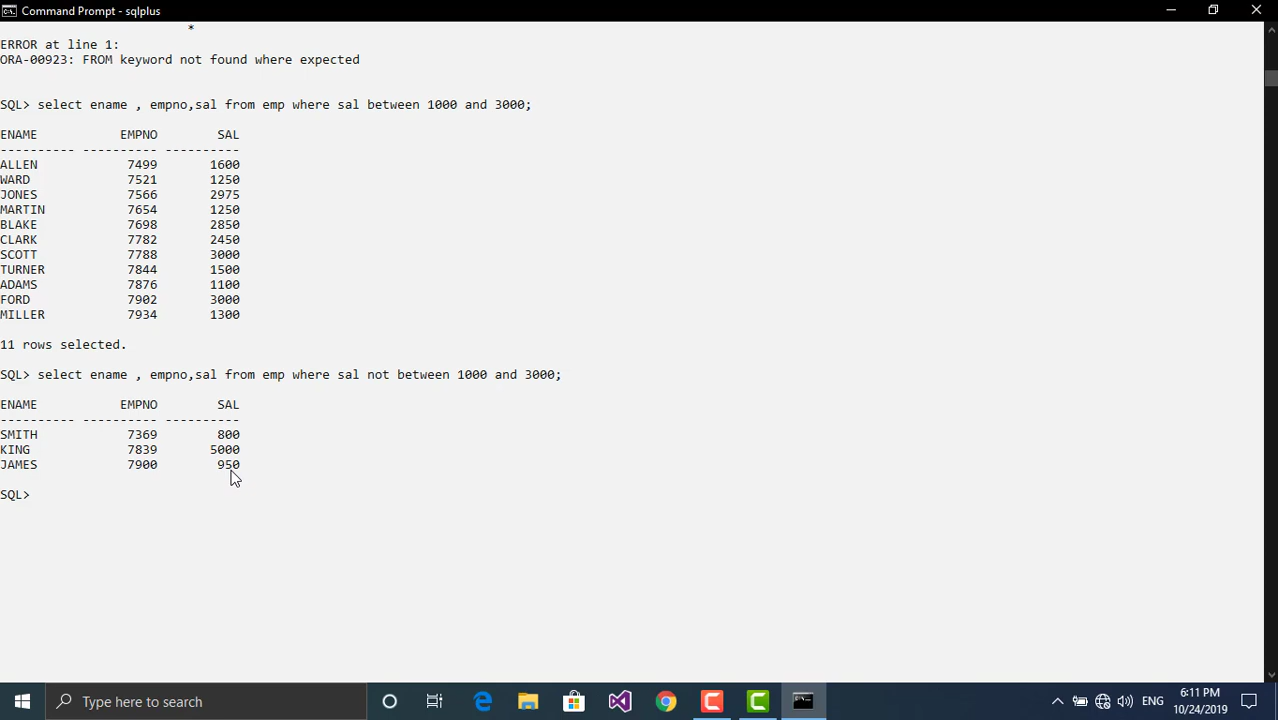 Command Prompt - sqlplus
*
ERROR at line 1:
ORA-00923: FROM keyword not found where expected
SQL> select ename , empno,sal from emp where sal between 1000 and 3000;
ENAME           EMPNO        SAL
---------- ---------- ----------
ALLEN            7499       1600
WARD             7521       1250
JONES            7566       2975
MARTIN           7654       1250
BLAKE            7698       2850
CLARK            7782       2450
SCOTT            7788       3000
TURNER           7844       1500
ADAMS            7876       1100
FORD             7902       3000
MILLER           7934       1300
11 rows selected.
SQL> select ename , empno,sal from emp where sal not between 1000 and 3000;
ENAME           EMPNO        SAL
---------- ---------- ----------
SMITH            7369        800
KING             7839       5000
JAMES            7900        950
SQL>
Type here to search
ENG
6:11 PM
10/24/2019